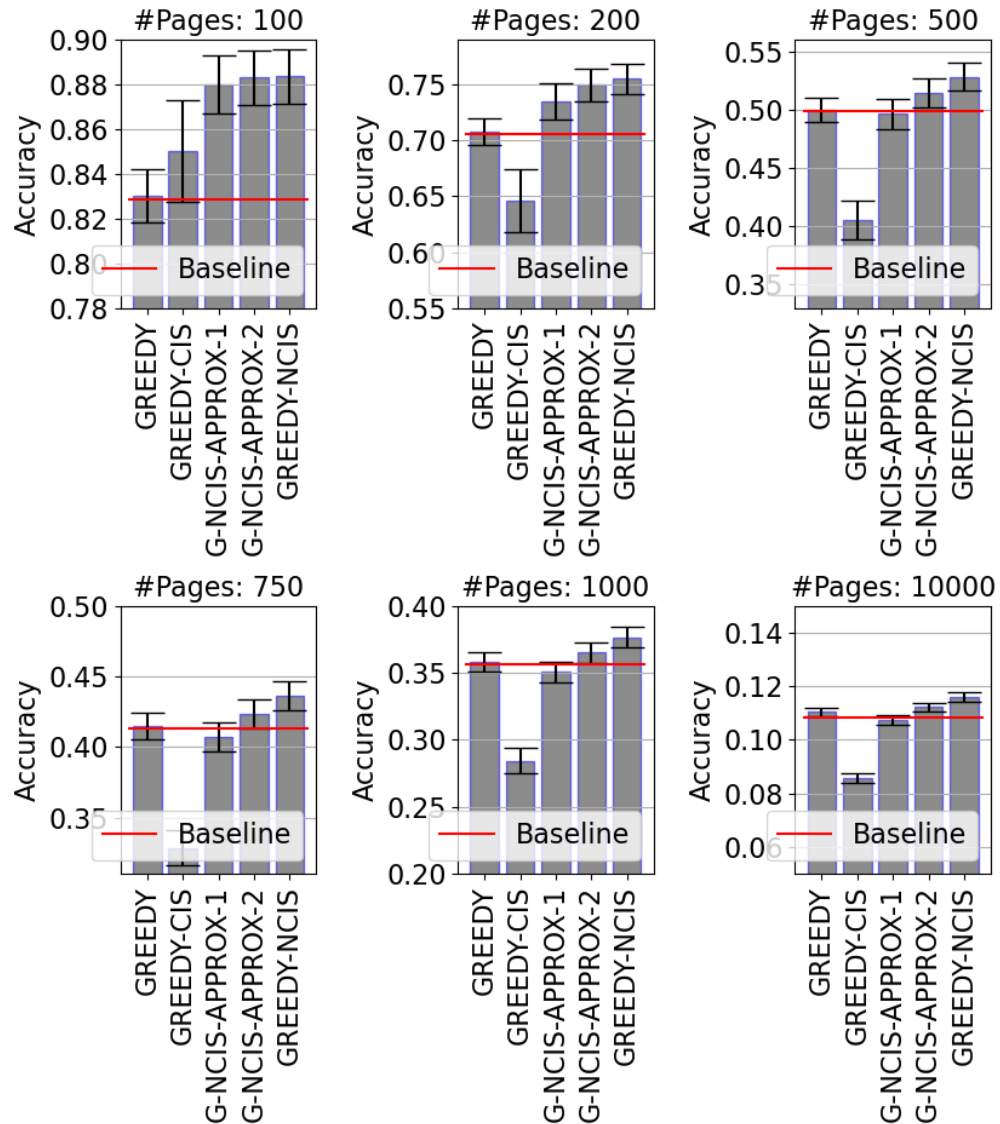 #Pages: 100
0.90
0.88
0.86
0.84
0.82
0.80
0.78
Accuracy
Baseline
GREEDY
GREEDY-CIS
G-NCIS-APPROX-1
G-NCIS-APPROX-2
GREEDY-NCIS
#Pages: 200
0.75
0.70
0.65
0.60
0.55
Accuracy
Baseline
GREEDY
GREEDY-CIS
G-NCIS-APPROX-1
G-NCIS-APPROX-2
GREEDY-NCIS
#Pages: 500
0.55
0.50
0.45
0.40
0.35
Accuracy
Baseline
GREEDY
GREEDY-CIS
G-NCIS-APPROX-1
G-NCIS-APPROX-2
GREEDY-NCIS
#Pages: 750
0.50
0.45
0.40
0.35
Accuracy
Baseline
GREEDY
GREEDY-CIS
G-NCIS-APPROX-1
G-NCIS-APPROX-2
GREEDY-NCIS
#Pages: 1000
0.40
0.35
0.30
0.25
0.20
Accuracy
Baseline
GREEDY
GREEDY-CIS
G-NCIS-APPROX-1
G-NCIS-APPROX-2
GREEDY-NCIS
#Pages: 10000
0.14
0.12
0.10
0.08
0.06
Accuracy
Baseline
GREEDY
GREEDY-CIS
G-NCIS-APPROX-1
G-NCIS-APPROX-2
GREEDY-NCIS